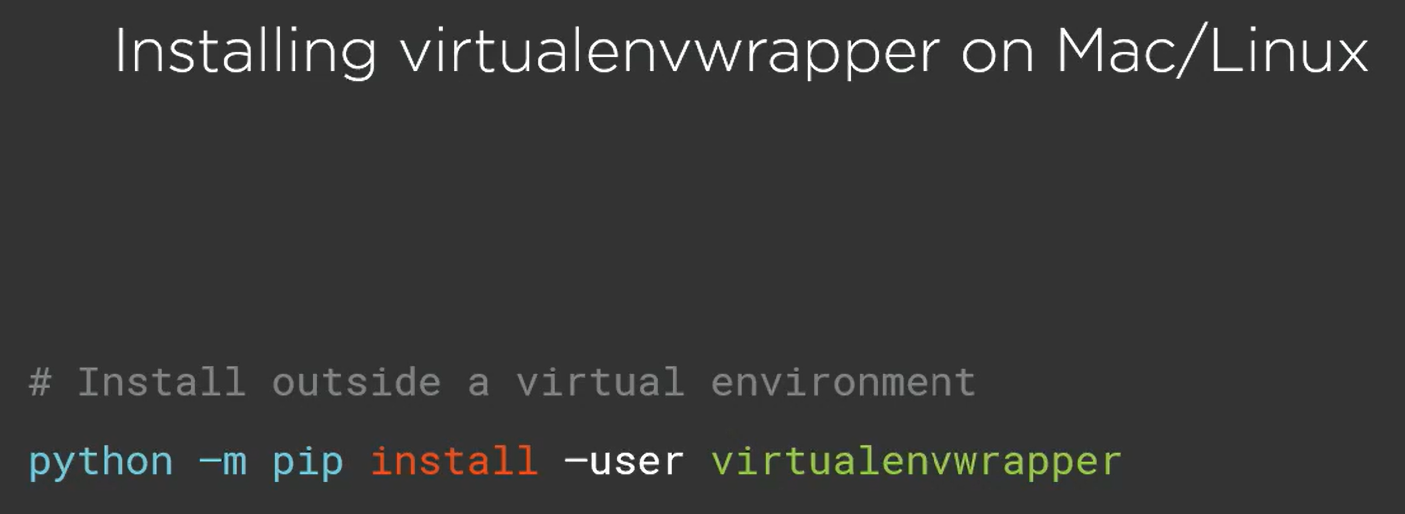 Installing virtualenvwrapper on Mac/Linux
# Install outside a virtual environment
python –m pip install –user virtualenvwrapper